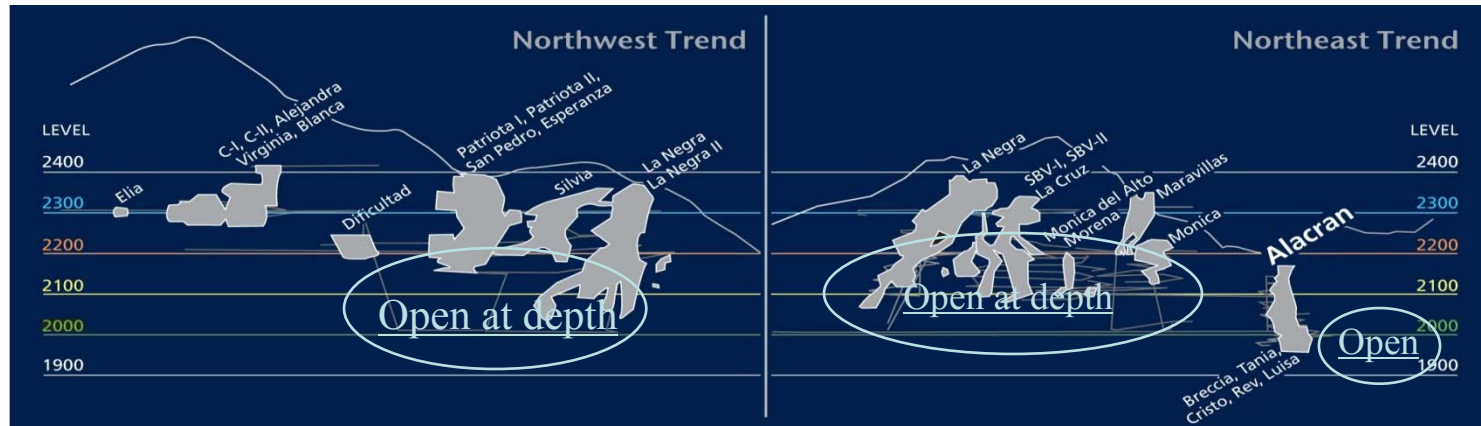 Northwest Trend
LEVEL
2400
2300
2200
2100
2000
1900
Elia
C-I, C-II, Alejandra
Virginia, Blanca
Dificultad
Patriota I, Patriota II,
San Pedro, Esperanza
Silvia
La Negra
La Negra II
Open at depth
Northeast Trend
La Negra
SBV-I, SBV-II
La Cruz
Monica del Alto
Morena
Maravillas
Monica
Alacran
Breccia, Tania,
Cristo, Rev, Luisa
Open at depth
Open
LEVEL
2400
2300
2200
2100
2000
1900